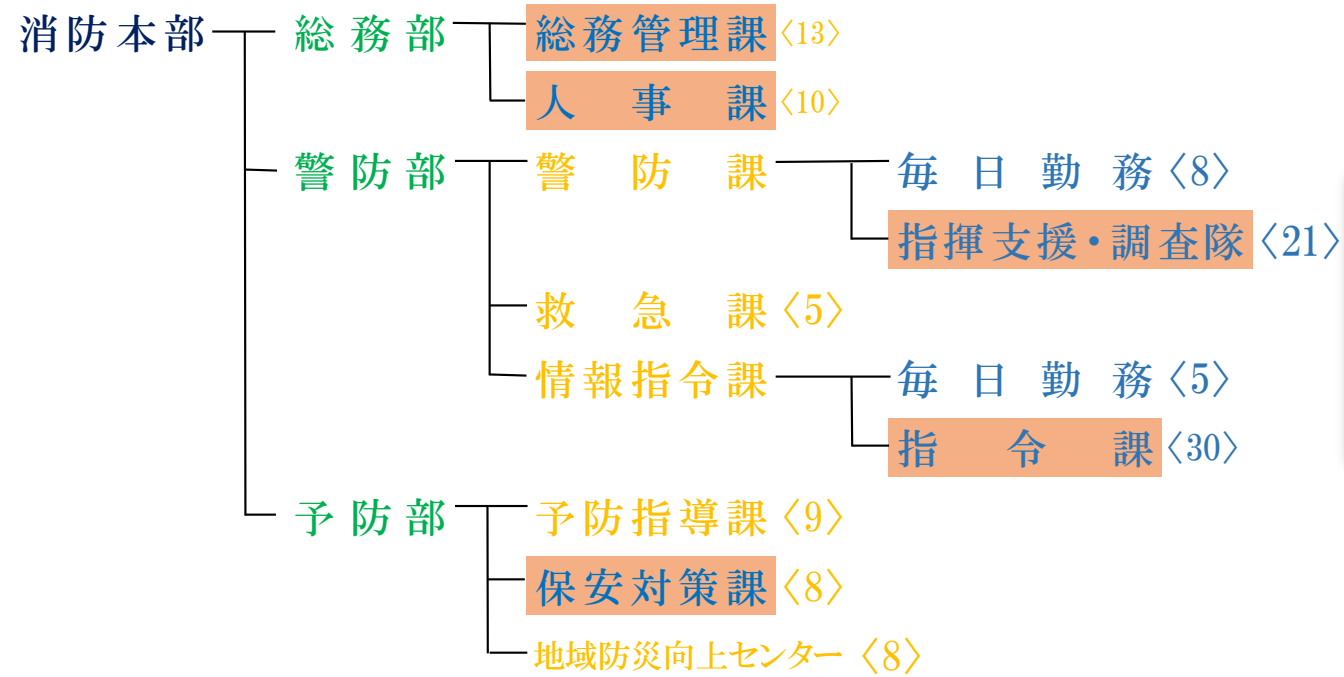 消防本部 総務部 総務管理課〈13〉
人事課〈10〉
警防部 警防課 毎日勤務〈8〉
指揮支援・調査隊〈21〉
救急課〈5〉
情報指令課 毎日勤務〈5〉
指令課〈30〉
予防部 予防指導課〈9〉
保安対策課〈8〉
地域防災向上センター〈8〉